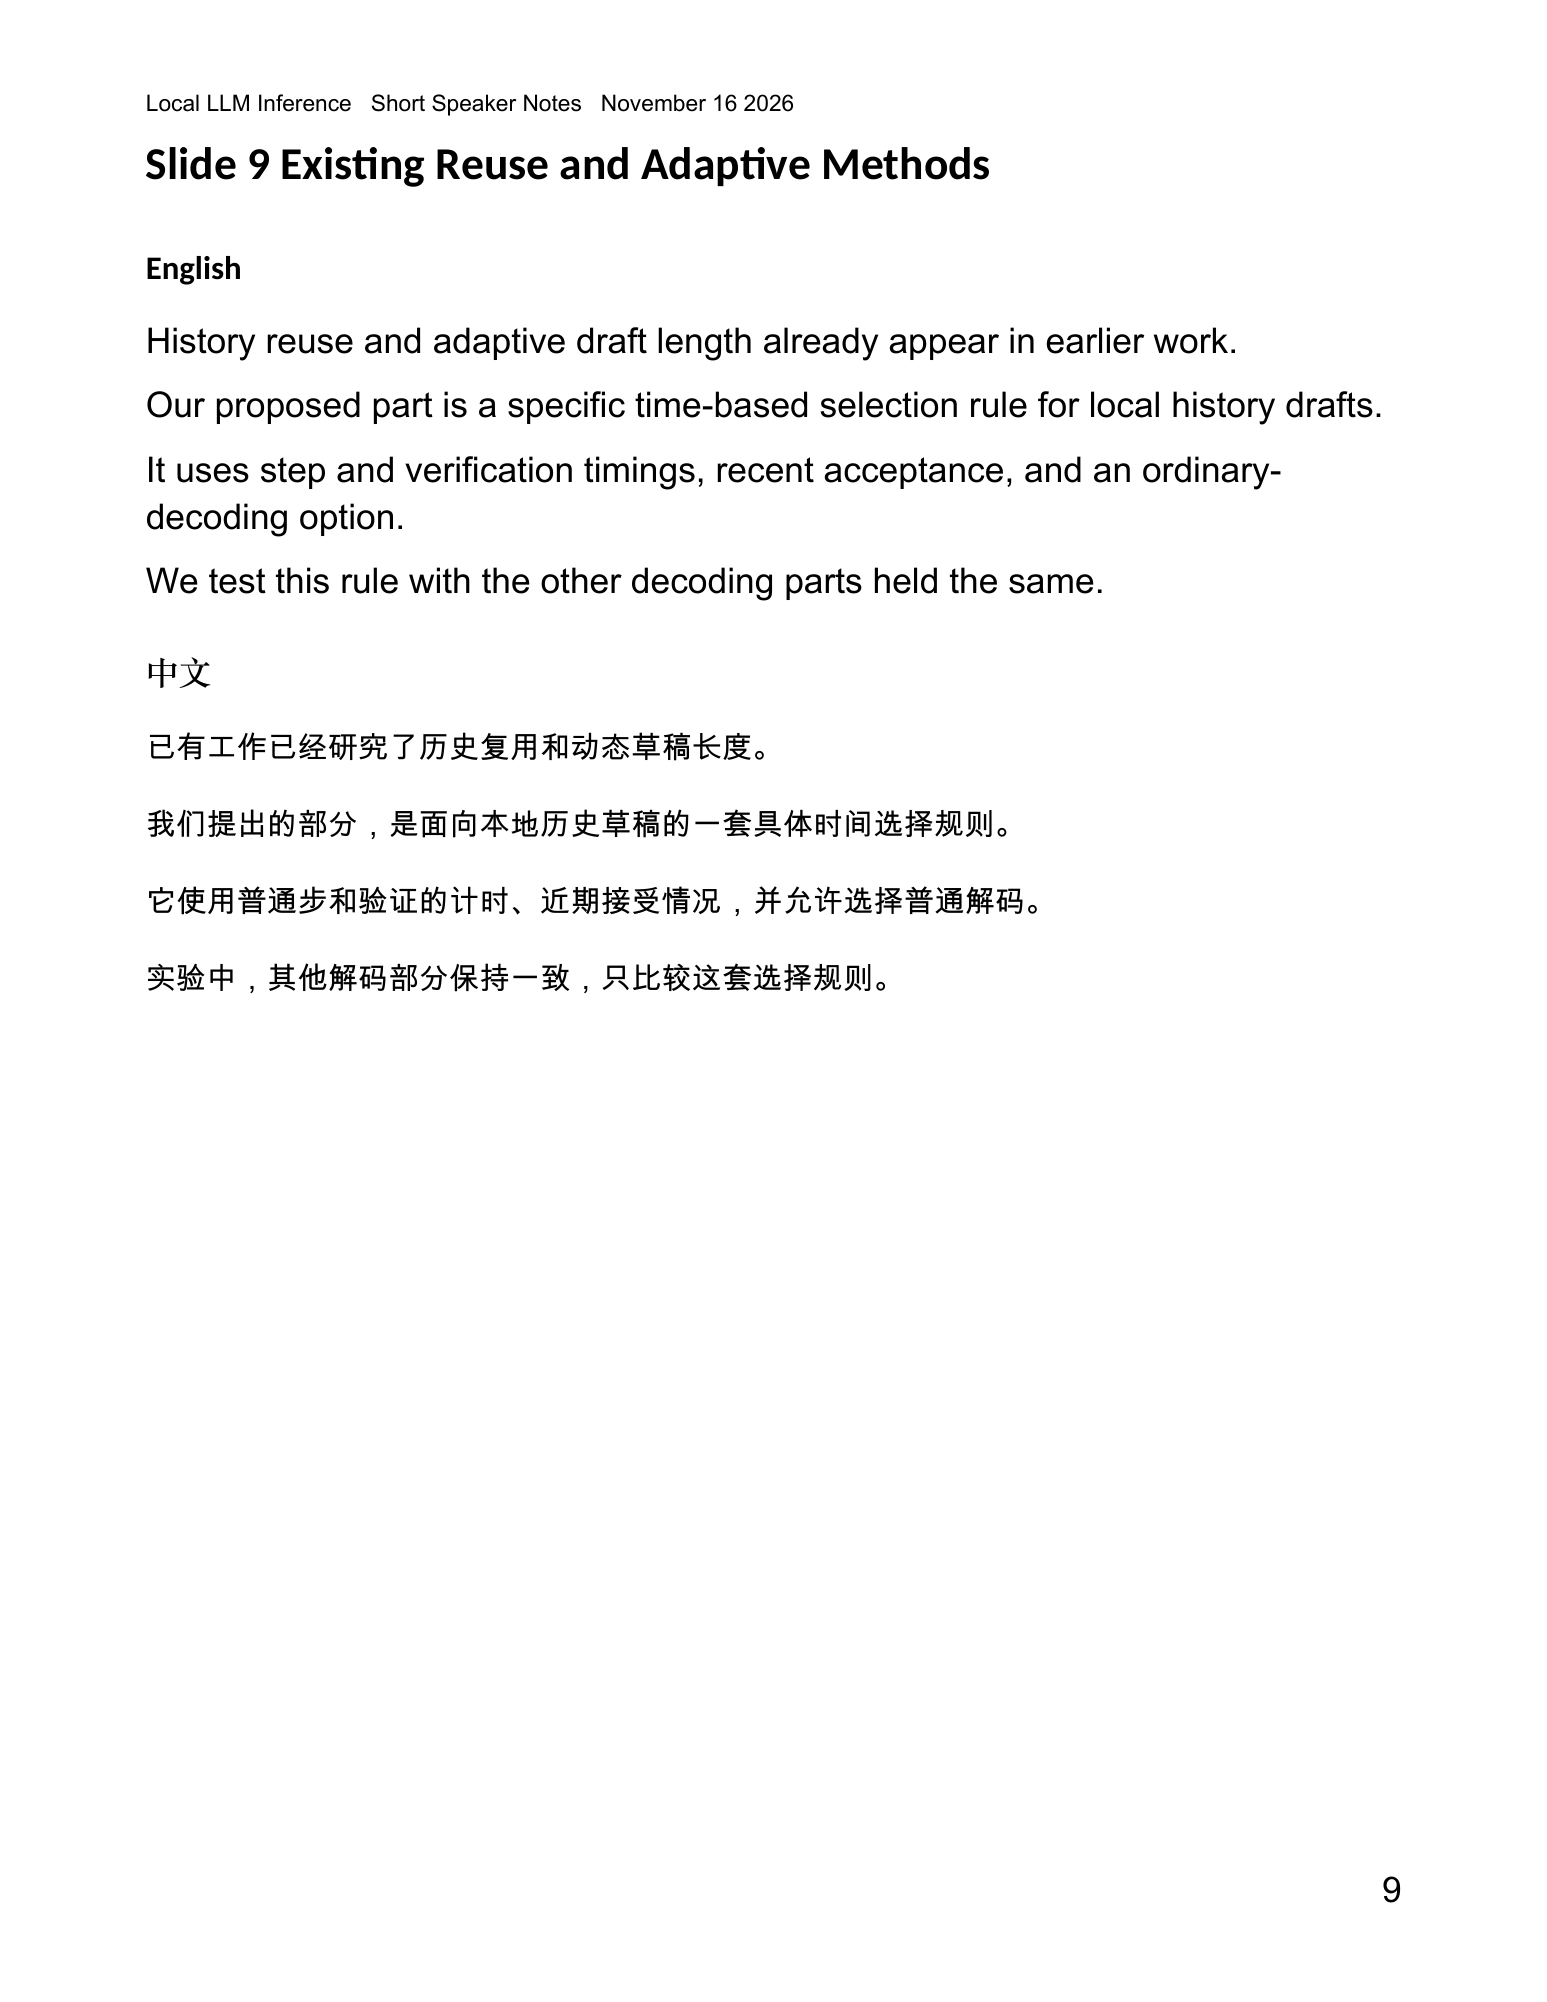 Local LLM Inference   Short Speaker Notes   November 16 2026
Slide 9 Existing Reuse and Adaptive Methods
English
History reuse and adaptive draft length already appear in earlier work.
Our proposed part is a specific time-based selection rule for local history drafts.
It uses step and verification timings, recent acceptance, and an ordinary-
decoding option.
We test this rule with the other decoding parts held the same.
中文
已有工作已经研究了历史复用和动态草稿长度。
我们提出的部分，是面向本地历史草稿的一套具体时间选择规则。
它使用普通步和验证的计时、近期接受情况，并允许选择普通解码。
实验中，其他解码部分保持一致，只比较这套选择规则。
9